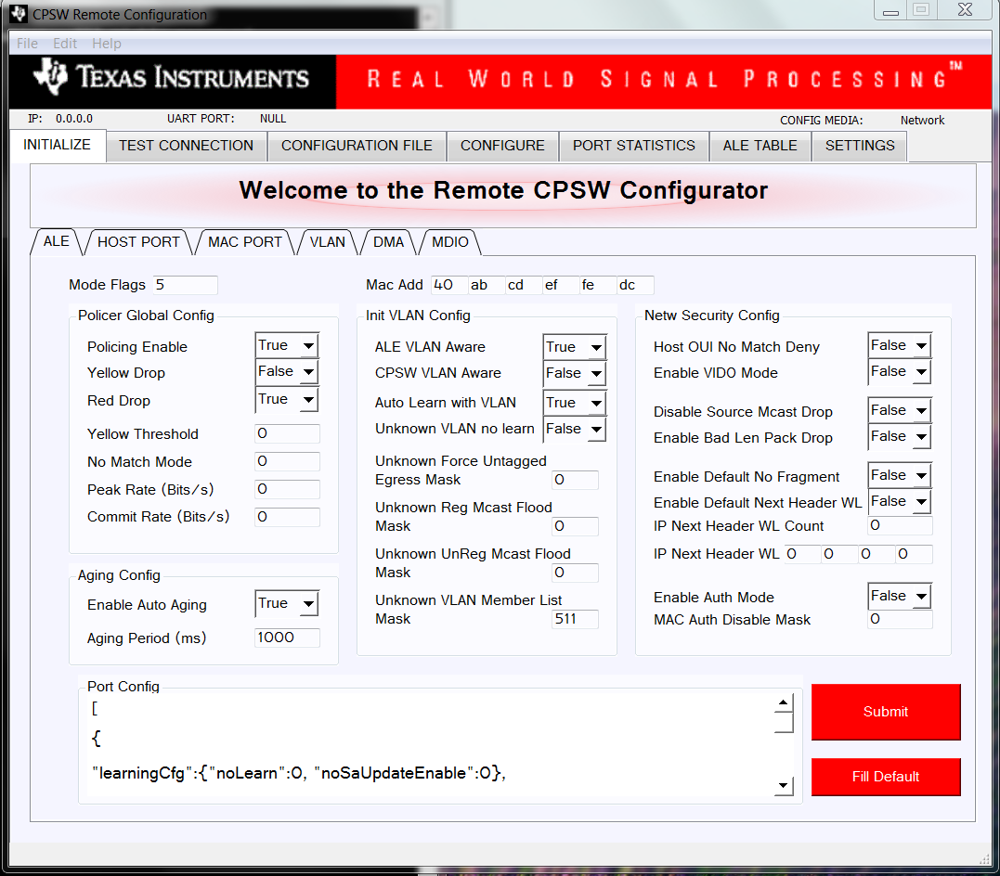 CPSW Remote Configuration
File Edit Help
TEXAS INSTRUMENTS REAL WORLD SIGNAL PROCESSING™
IP: 0.0.0.0 UART PORT: NULL CONFIG MEDIA: Network
INITIALIZE TEST CONNECTION CONFIGURATION FILE CONFIGURE PORT STATISTICS ALE TABLE SETTINGS
Welcome to the Remote CPSW Configurator
ALE HOST PORT MAC PORT VLAN DMA MDIO
Mode Flags 5 Mac Add 40 ab cd ef fe dc
Policer Global Config
Policing Enable True
Yellow Drop False
Red Drop True
Yellow Threshold 0
No Match Mode 0
Peak Rate (Bits/s) 0
Commit Rate (Bits/s) 0
Aging Config
Enable Auto Aging True
Aging Period (ms) 1000
Init VLAN Config
ALE VLAN Aware True
CPSW VLAN Aware False
Auto Learn with VLAN True
Unknown VLAN no learn False
Unknown Force Untagged
Egress Mask 0
Unknown Reg Mcast Flood
Mask 0
Unknown UnReg Mcast Flood
Mask 0
Unknown VLAN Member List
Mask 511
Netw Security Config
Host OUI No Match Deny False
Enable VIDO Mode False
Disable Source Mcast Drop False
Enable Bad Len Pack Drop False
Enable Default No Fragment False
Enable Default Next Header WL False
IP Next Header WL Count 0
IP Next Header WL 0 0 0 0
Enable Auth Mode False
MAC Auth Disable Mask 0
Port Config
[
{
"learningCfg":{"noLearn":0, "noSaUpdateEnable":0},
Submit
Fill Default